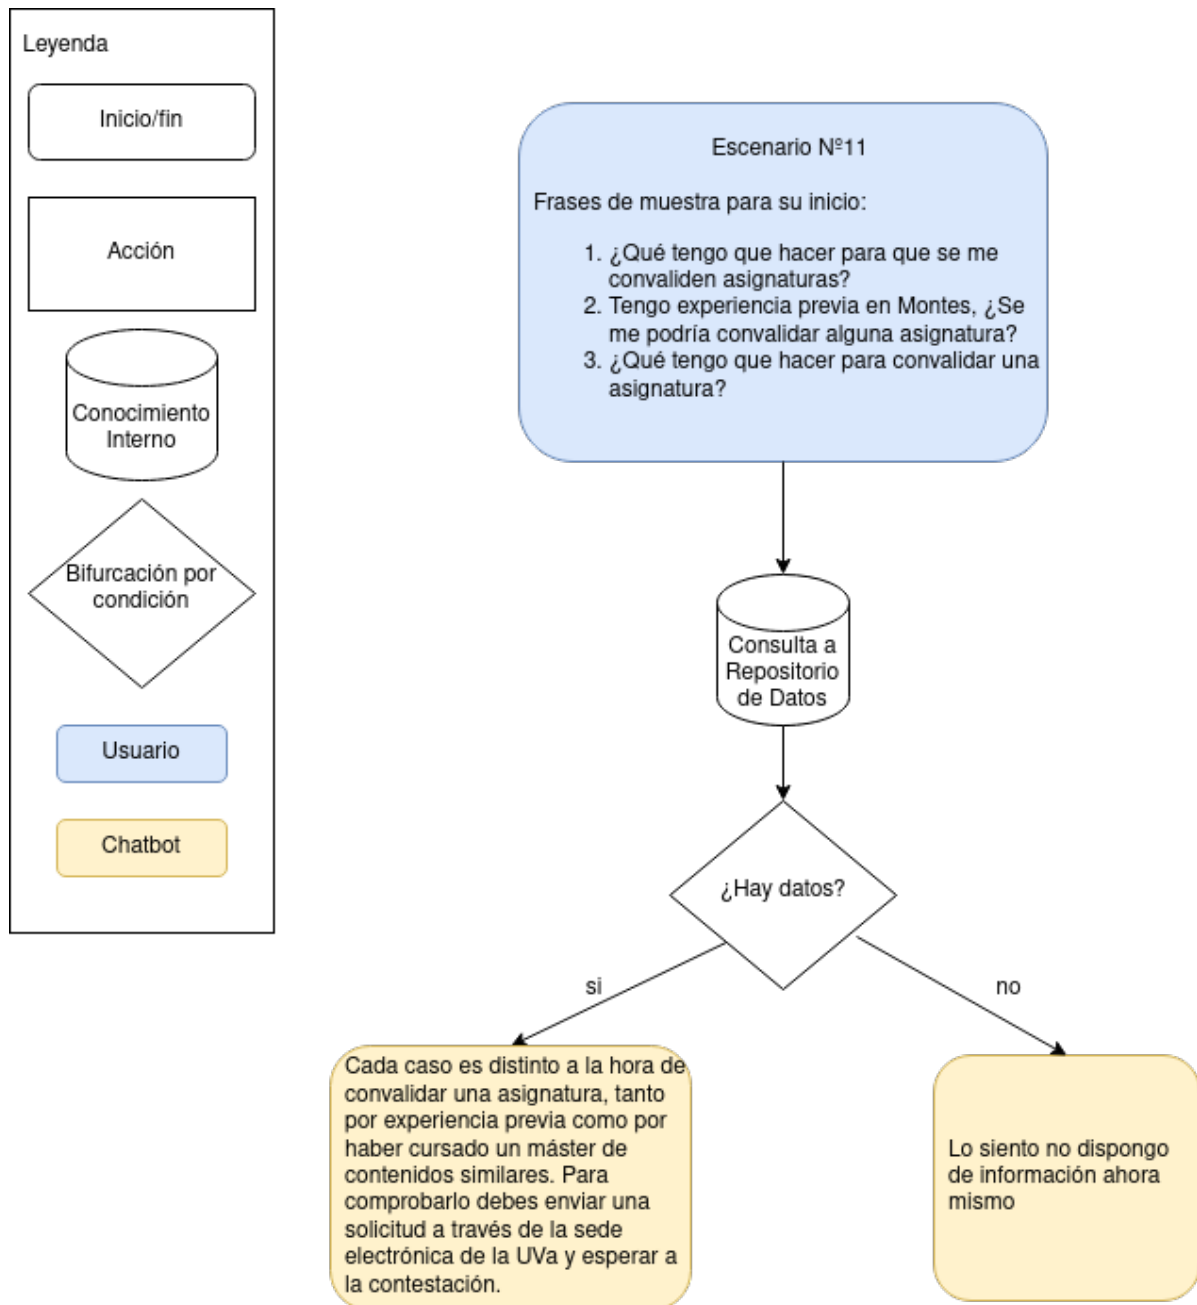 Leyenda
Inicio/fin
Acción
Conocimiento
Interno
Bifurcación por
condición
Usuario
Chatbot
Escenario Nº11
Frases de muestra para su inicio:
1. ¿Qué tengo que hacer para que se me
convaliden asignaturas?
2. Tengo experiencia previa en Montes, ¿Se
me podría convalidar alguna asignatura?
3. ¿Qué tengo que hacer para convalidar una
asignatura?
Consulta a
Repositorio
de Datos
¿Hay datos?
si
no
Cada caso es distinto a la hora de
convalidar una asignatura, tanto
por experiencia previa como por
haber cursado un máster de
contenidos similares. Para
comprobarlo debes enviar una
solicitud a través de la sede
electrónica de la UVa y esperar a
la contestación.
Lo siento no dispongo
de información ahora
mismo